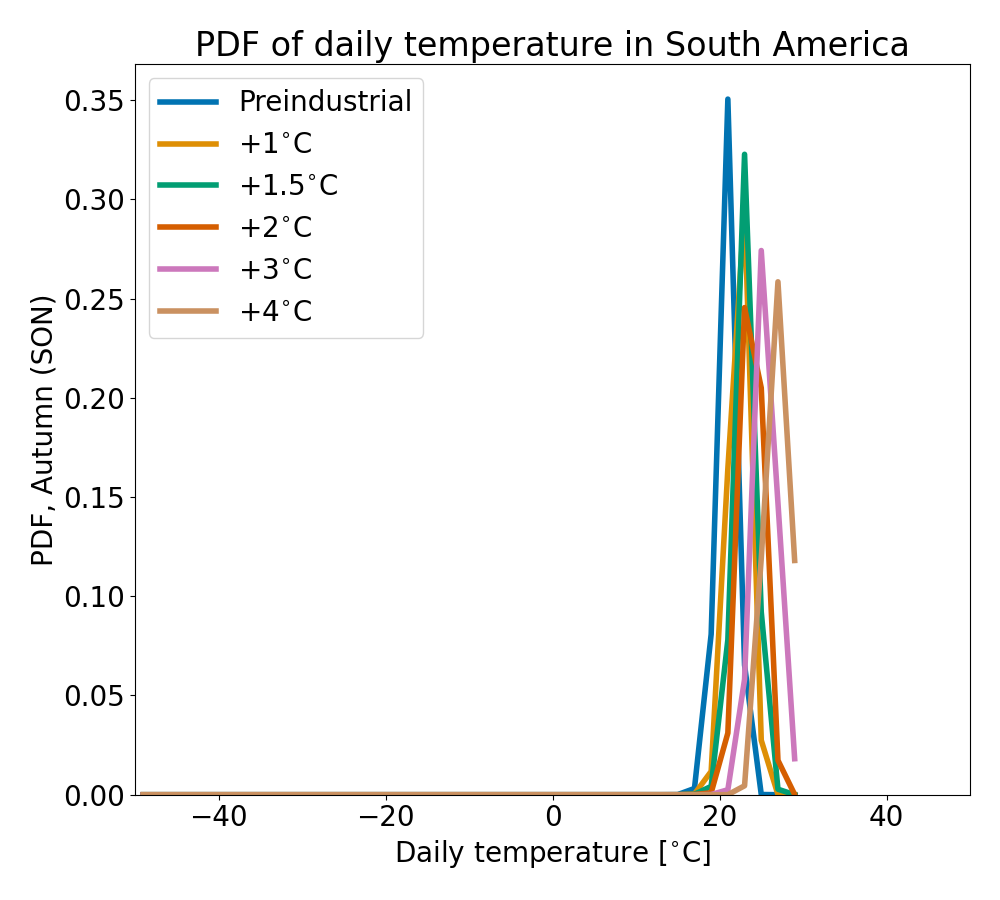 PDF of daily temperature in South America
Preindustrial
+1°C
+1.5°C
+2°C
+3°C
+4°C
PDF, Autumn (SON)
0.35
0.30
0.25
0.20
0.15
0.10
0.05
0.00
−40 −20 0 20 40
Daily temperature [°C]